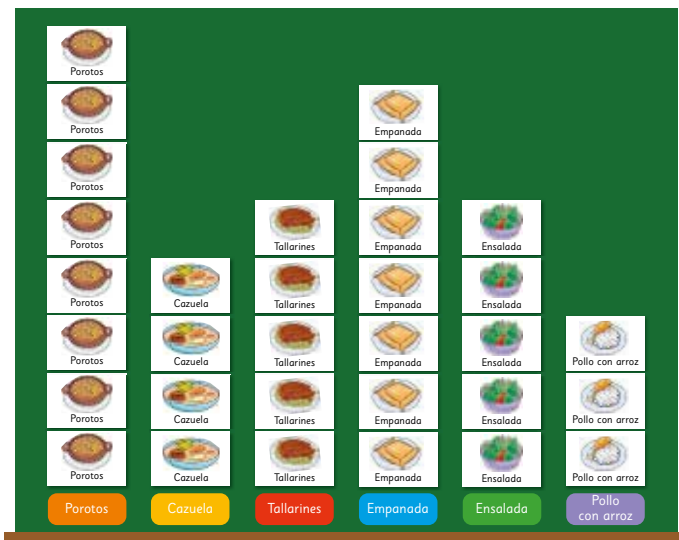 Porotos
Porotos
Porotos
Porotos
Porotos
Porotos
Porotos
Porotos
Cazuela
Cazuela
Cazuela
Cazuela
Tallarines
Tallarines
Tallarines
Tallarines
Tallarines
Empanada
Empanada
Empanada
Empanada
Empanada
Empanada
Empanada
Ensalada
Ensalada
Ensalada
Ensalada
Ensalada
Pollo con arroz
Pollo con arroz
Pollo con arroz
Porotos
Cazuela
Tallarines
Empanada
Ensalada
Pollo
con arroz